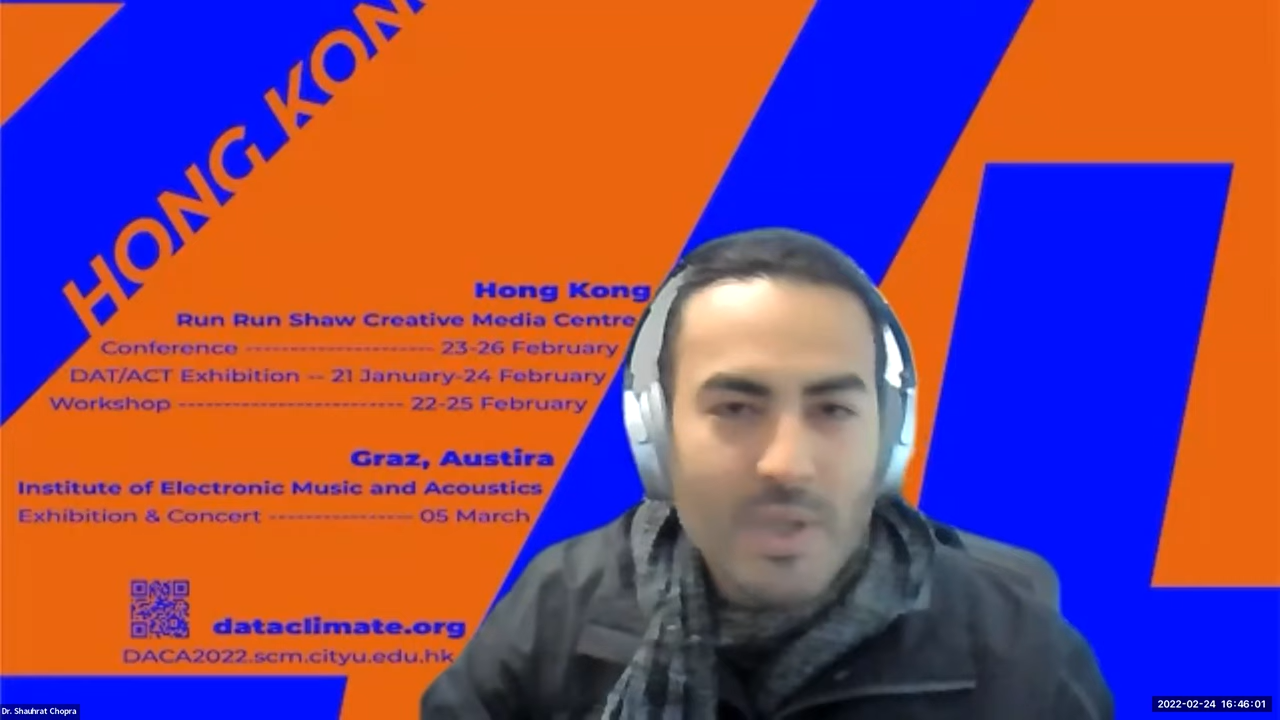 HONG KON
Hong Kong
Run Run Shaw Creative Media Centre
Conference ---------------------- 23-26 February
DAT/ACT Exhibition -- 21 January-24 February
Workshop -------------------------- 22-25 February
Graz, Austira
Institute of Electronic Music and Acoustics
Exhibition & Concert ----------------- 05 March
dataclimate.org
DACA2022.scm.cityu.edu.hk
Dr. Shauhrat Chopra
2022-02-24 16:46:01